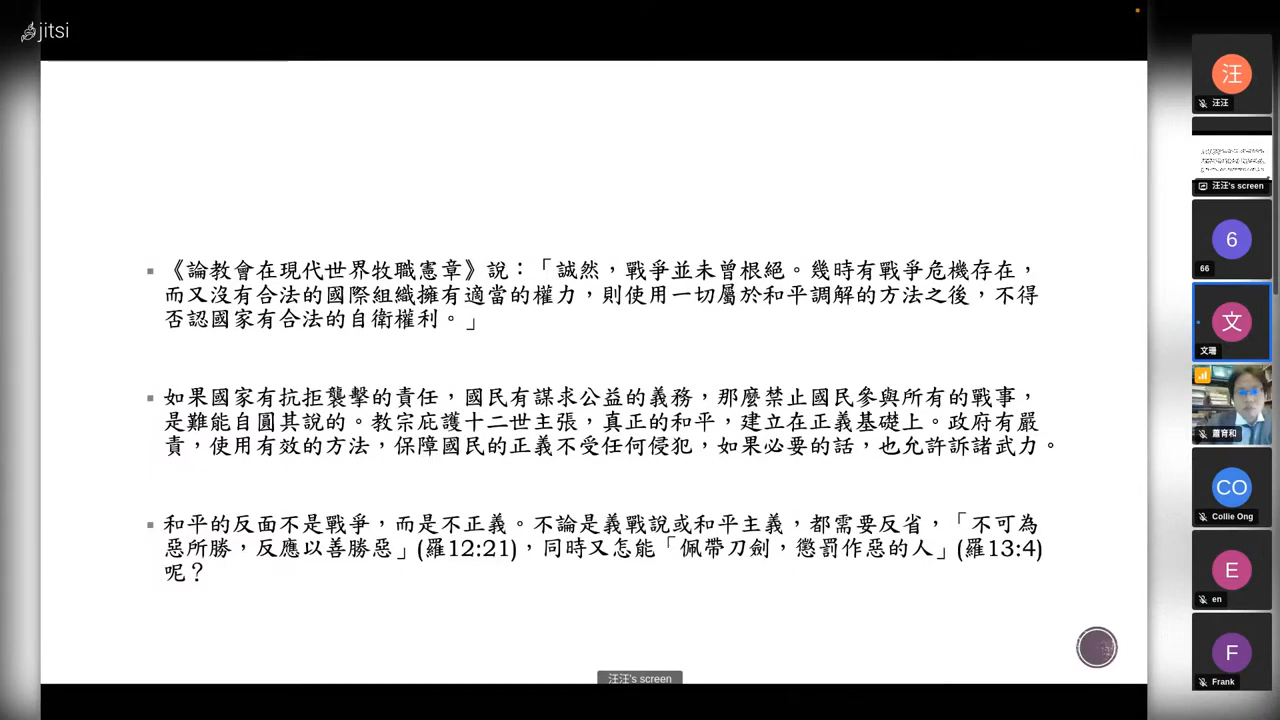 jitsi
《論教會在現代世界牧職憲章》說：「誠然，戰爭並未曾根絕。幾時有戰爭危機存在，
而又沒有合法的國際組織擁有適當的權力，則使用一切屬於和平調解的方法之後，不得
否認國家有合法的自衛權利。」
如果國家有抗拒襲擊的責任，國民有謀求公益的義務，那麼禁止國民參與所有的戰事，
是難能自圓其說的。教宗庇護十二世主張，真正的和平，建立在正義基礎上。政府有嚴
責，使用有效的方法，保障國民的正義不受任何侵犯，如果必要的話，也允許訴諸武力。
和平的反面不是戰爭，而是不正義。不論是義戰說或和平主義，都需要反省，「不可為
惡所勝，反應以善勝惡」(羅12:21)，同時又怎能「佩帶刀劍，懲罰作惡的人」(羅13:4)
呢？
汪汪's screen
汪
汪汪
汪汪's screen
6
66
文
文珊
蕭育和
CO
Collie Ong
E
en
F
Frank